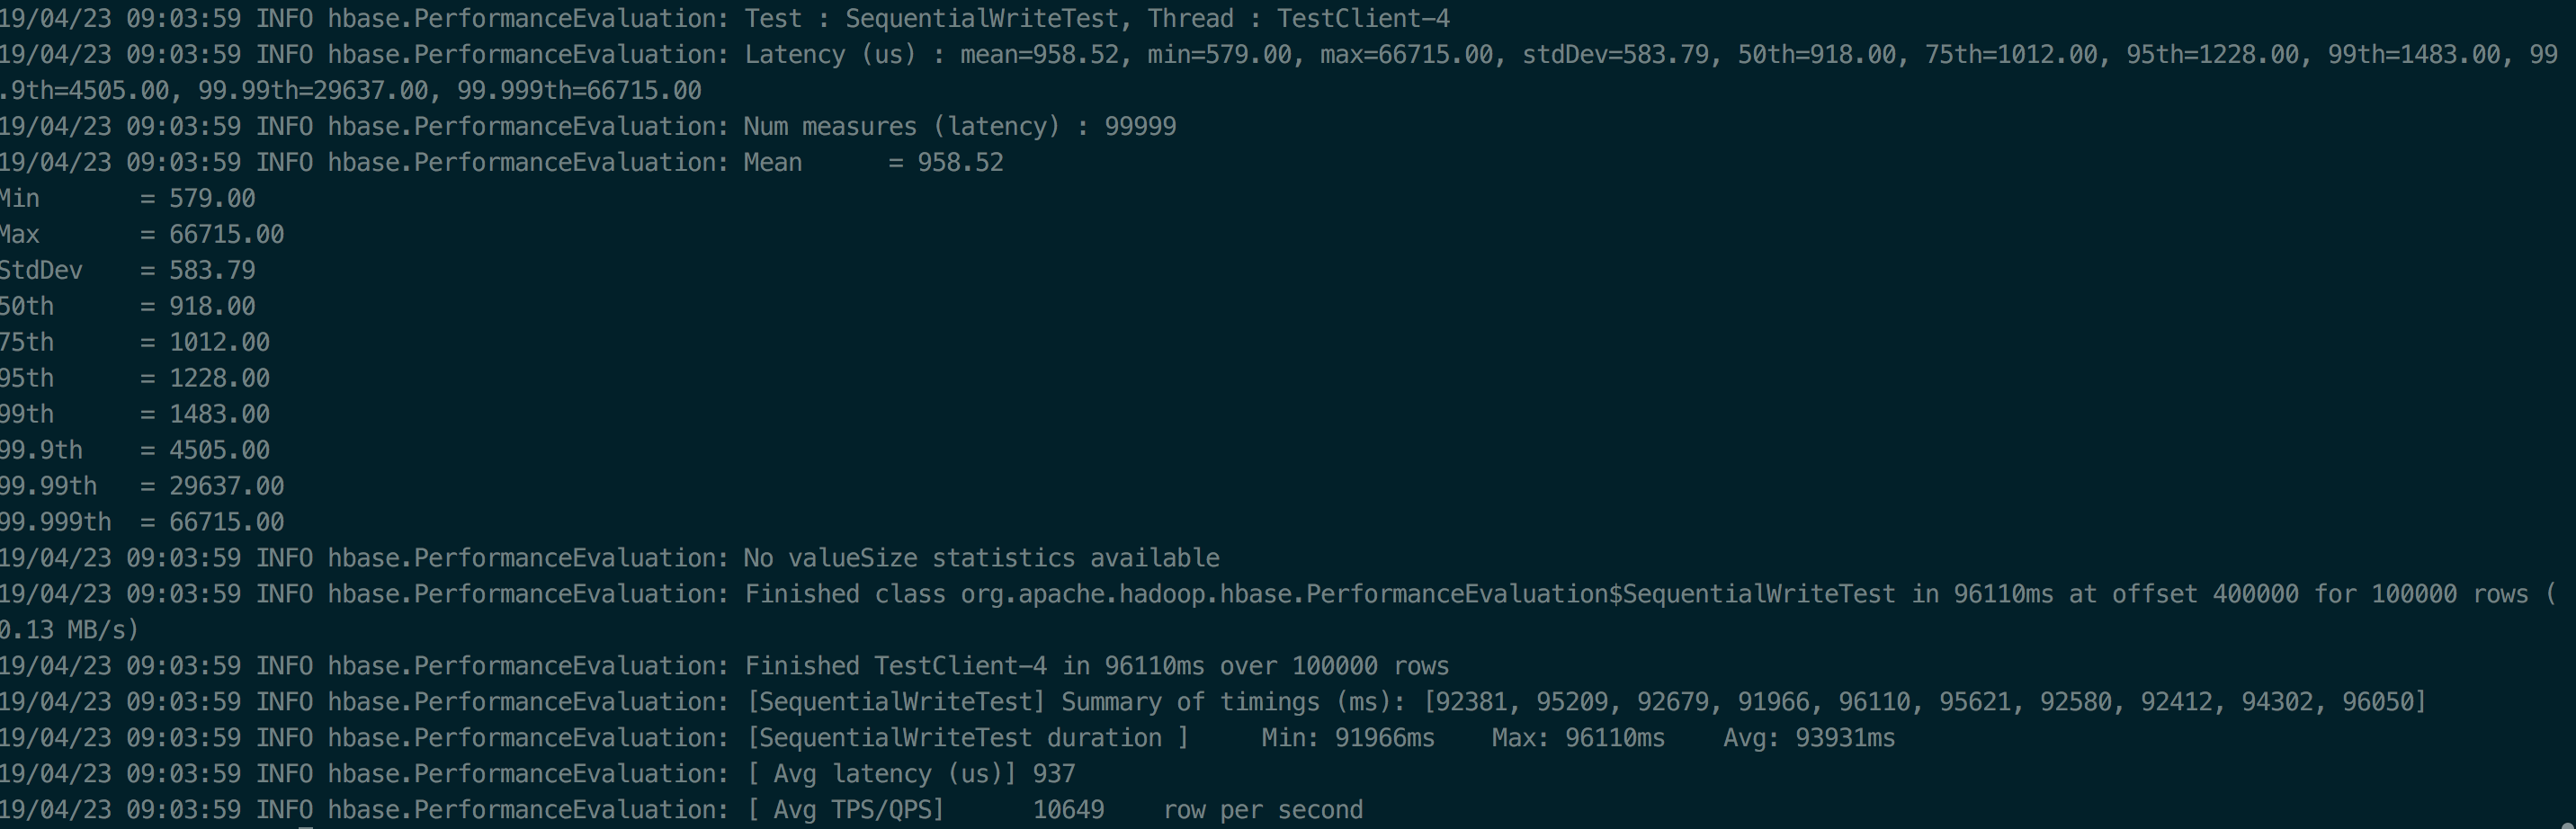 19/04/23 09:03:59 INFO hbase.PerformanceEvaluation: Test : SequentialWriteTest, Thread : TestClient-4
19/04/23 09:03:59 INFO hbase.PerformanceEvaluation: Latency (us) : mean=958.52, min=579.00, max=66715.00, stdDev=583.79, 50th=918.00, 75th=1012.00, 95th=1228.00, 99th=1483.00, 99
.9th=4505.00, 99.99th=29637.00, 99.999th=66715.00
19/04/23 09:03:59 INFO hbase.PerformanceEvaluation: Num measures (latency) : 99999
19/04/23 09:03:59 INFO hbase.PerformanceEvaluation: Mean      = 958.52
Min       = 579.00
Max       = 66715.00
StdDev    = 583.79
50th      = 918.00
75th      = 1012.00
95th      = 1228.00
99th      = 1483.00
99.9th    = 4505.00
99.99th   = 29637.00
99.999th  = 66715.00
19/04/23 09:03:59 INFO hbase.PerformanceEvaluation: No valueSize statistics available
19/04/23 09:03:59 INFO hbase.PerformanceEvaluation: Finished class org.apache.hadoop.hbase.PerformanceEvaluation$SequentialWriteTest in 96110ms at offset 400000 for 100000 rows (
0.13 MB/s)
19/04/23 09:03:59 INFO hbase.PerformanceEvaluation: Finished TestClient-4 in 96110ms over 100000 rows
19/04/23 09:03:59 INFO hbase.PerformanceEvaluation: [SequentialWriteTest] Summary of timings (ms): [92381, 95209, 92679, 91966, 96110, 95621, 92580, 92412, 94302, 96050]
19/04/23 09:03:59 INFO hbase.PerformanceEvaluation: [SequentialWriteTest duration ]     Min: 91966ms    Max: 96110ms    Avg: 93931ms
19/04/23 09:03:59 INFO hbase.PerformanceEvaluation: [ Avg latency (us)] 937
19/04/23 09:03:59 INFO hbase.PerformanceEvaluation: [ Avg TPS/QPS]      10649    row per second